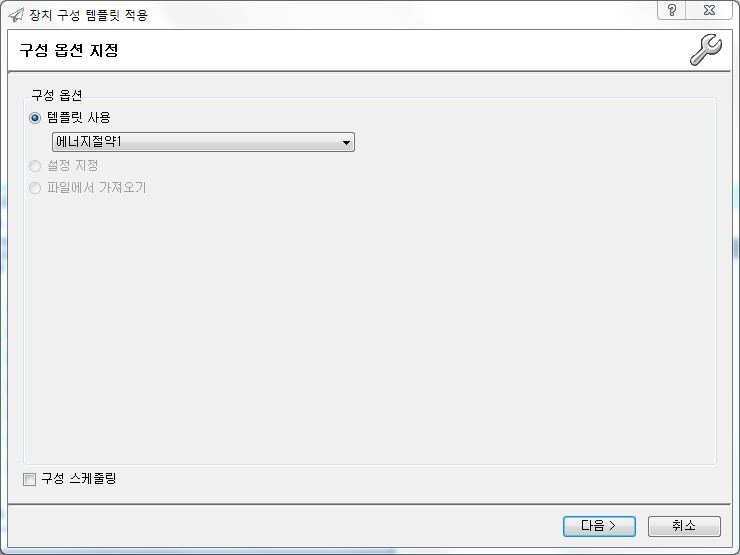 장치 구성 템플릿 적용
구성 옵션 지정
구성 옵션
템플릿 사용
에너지절약1
설정 지정
파일에서 가져오기
구성 스케줄링
다음 >
취소